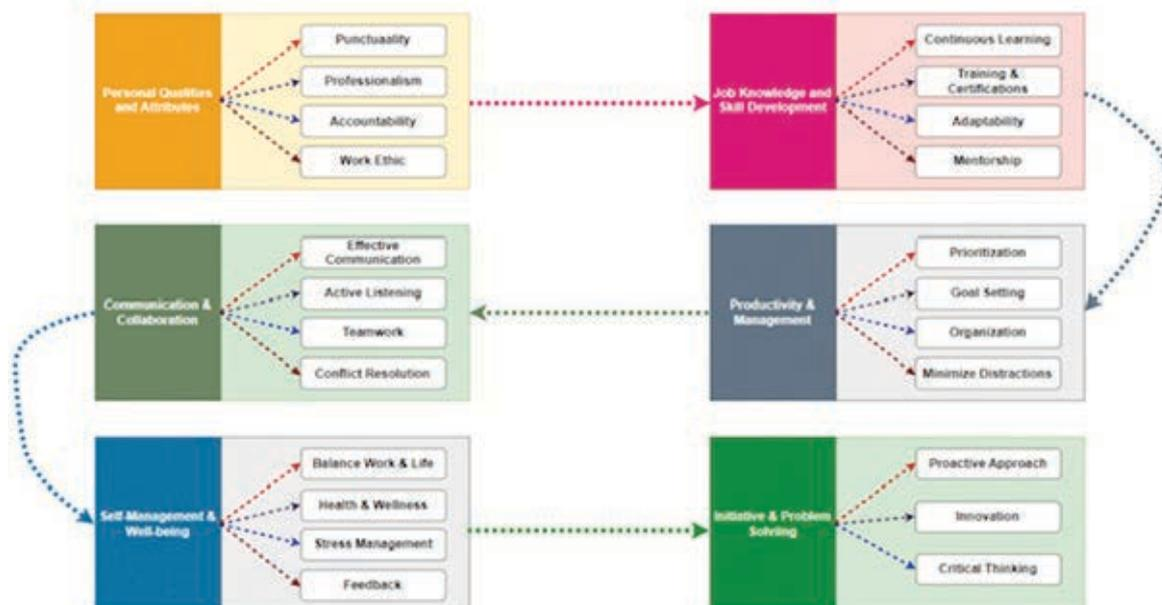 Personal Qualities
and Attributes
Punctuaality
Professionalism
Accountability
Work Ethic
Job Knowledge and
Skill Development
Continuous Learning
Training &
Certifications
Adaptability
Mentorship
Productivity &
Management
Prioritization
Goal Setting
Organization
Minimize Distractions
Communication &
Collaboration
Effective
Communication
Active Listening
Teamwork
Conflict Resolution
Self-Management &
Well-being
Balance Work & Life
Health & Wellness
Stress Management
Feedback
Initiative & Problem
Solving
Proactive Approach
Innovation
Critical Thinking